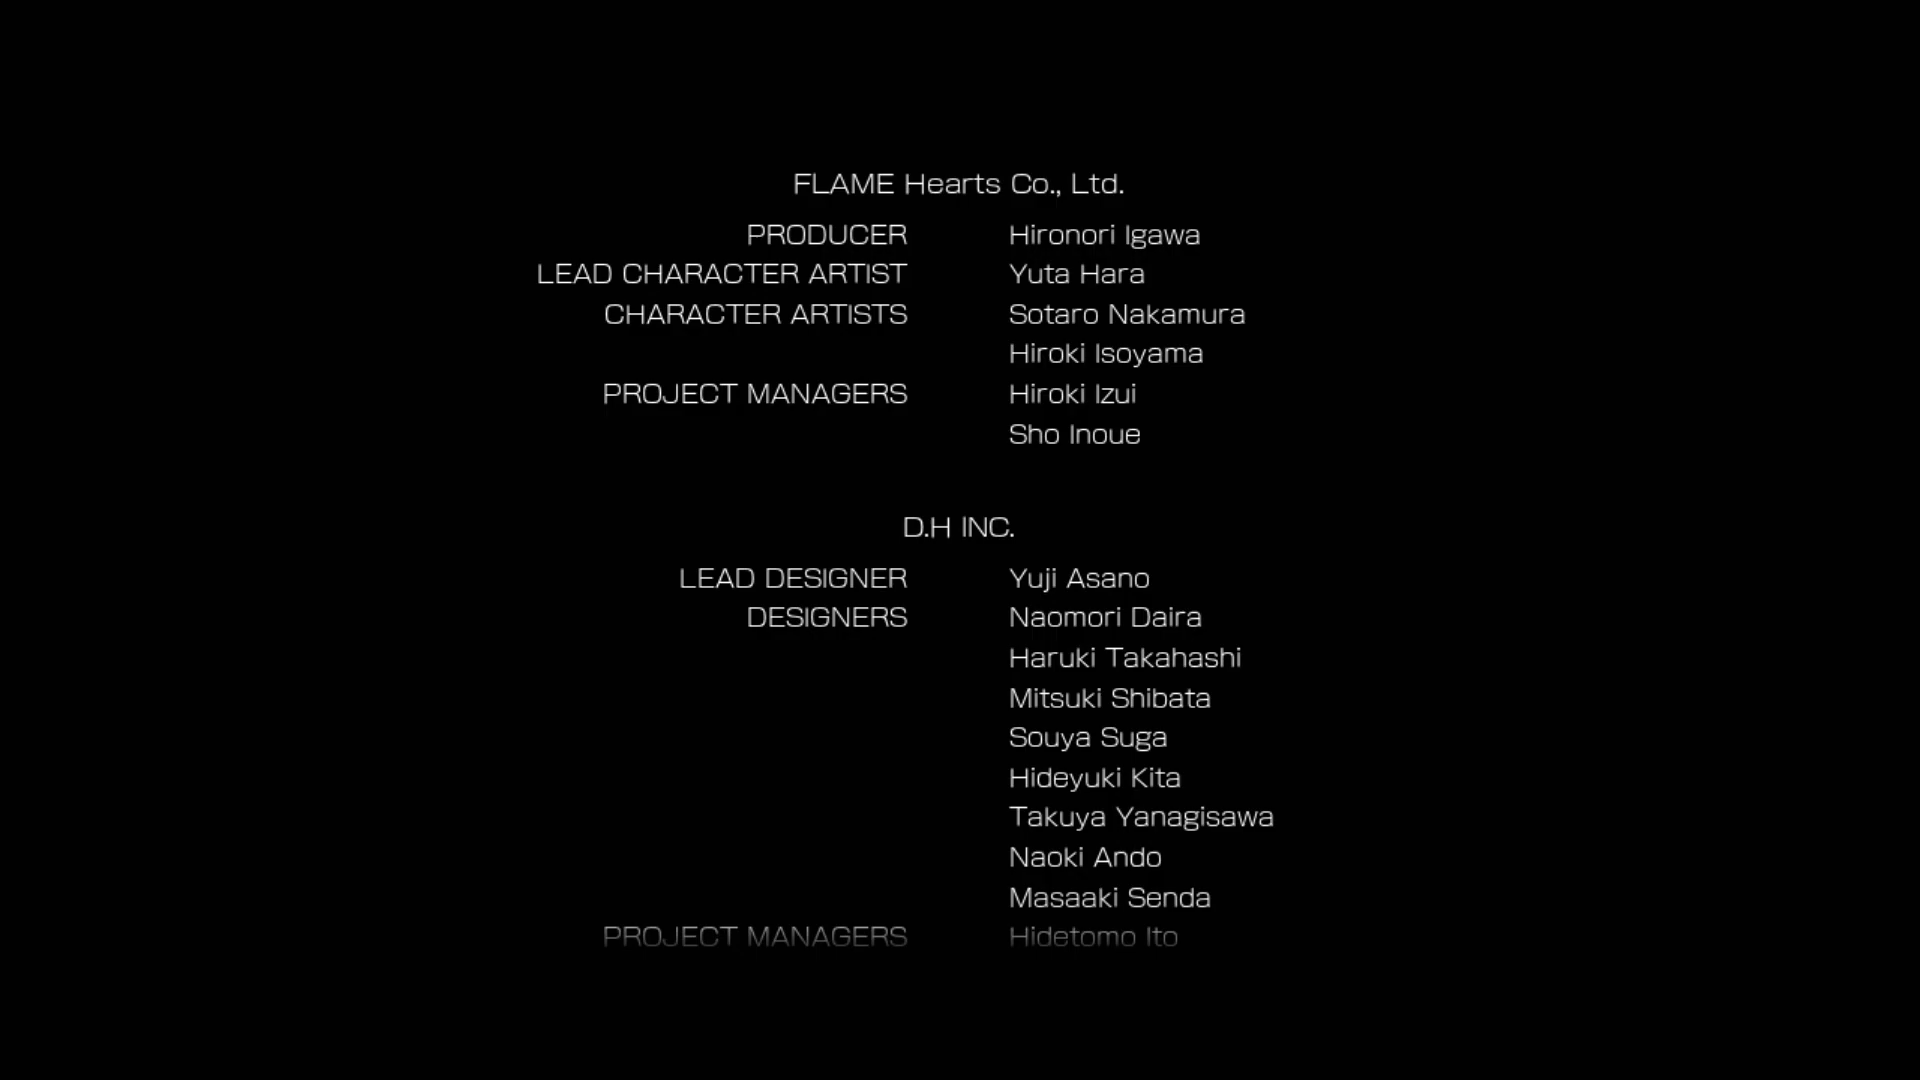 FLAME Hearts Co., Ltd.
PRODUCER Hironori Igawa
LEAD CHARACTER ARTIST Yuta Hara
CHARACTER ARTISTS Sotaro Nakamura
Hiroki Isoyama
PROJECT MANAGERS Hiroki Izui
Sho Inoue
D.H INC.
LEAD DESIGNER Yuji Asano
DESIGNERS Naomori Daira
Haruki Takahashi
Mitsuki Shibata
Souya Suga
Hideyuki Kita
Takuya Yanagisawa
Naoki Ando
Masaaki Senda
PROJECT MANAGERS Hidetomo Ito